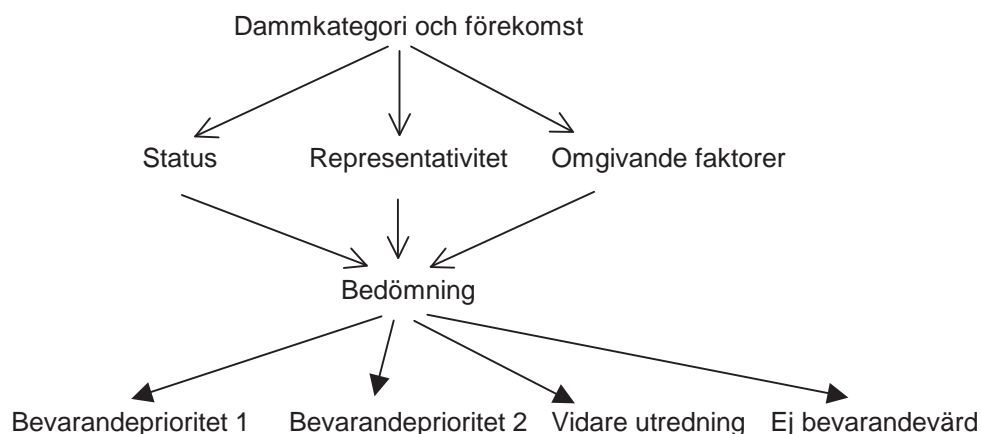 Dammkategori och förekomst
Status Representativitet Omgivande faktorer
Bedömning
Bevarandeprioritet 1 Bevarandeprioritet 2 Vidare utredning Ej bevarandevärd